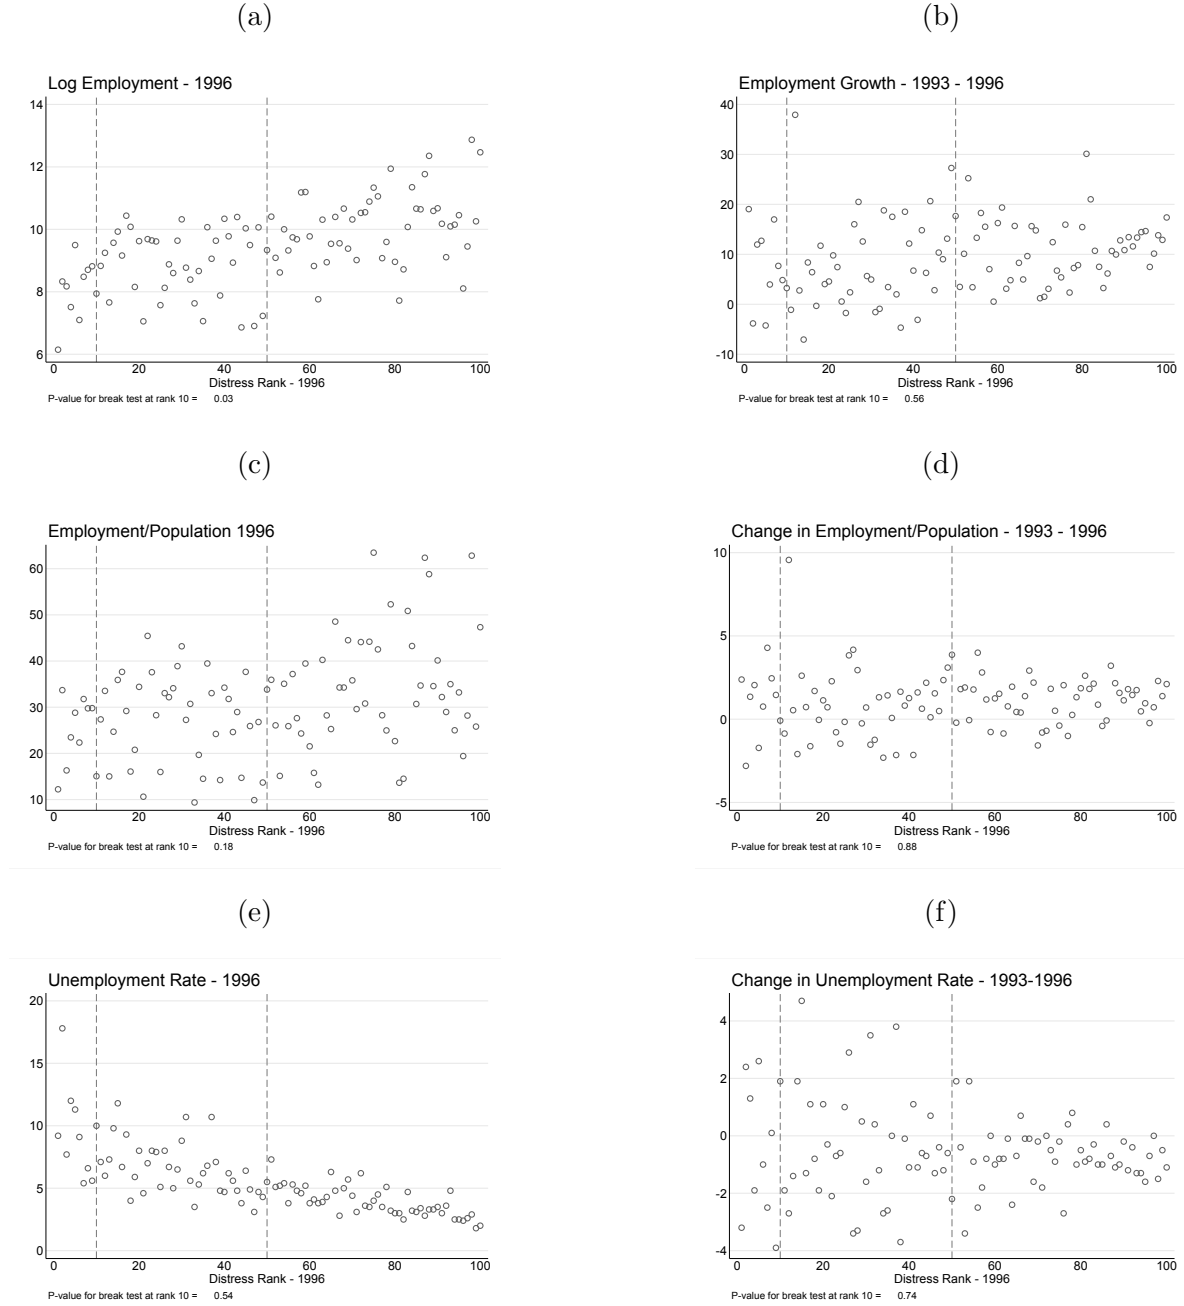 (a)
Log Employment - 1996
14
12
10
8
6
0 20 40 60 80 100
Distress Rank - 1996
P-value for break test at rank 10 = 0.03
(b)
Employment Growth - 1993 - 1996
40
30
20
10
0
-10
0 20 40 60 80 100
Distress Rank - 1996
P-value for break test at rank 10 = 0.56
(c)
Employment/Population 1996
60
50
40
30
20
10
0 20 40 60 80 100
Distress Rank - 1996
P-value for break test at rank 10 = 0.18
(d)
Change in Employment/Population - 1993 - 1996
10
5
0
-5
0 20 40 60 80 100
Distress Rank - 1996
P-value for break test at rank 10 = 0.88
(e)
Unemployment Rate - 1996
20
15
10
5
0
0 20 40 60 80 100
Distress Rank - 1996
P-value for break test at rank 10 = 0.54
(f)
Change in Unemployment Rate - 1993-1996
4
2
0
-2
-4
0 20 40 60 80 100
Distress Rank - 1996
P-value for break test at rank 10 = 0.74